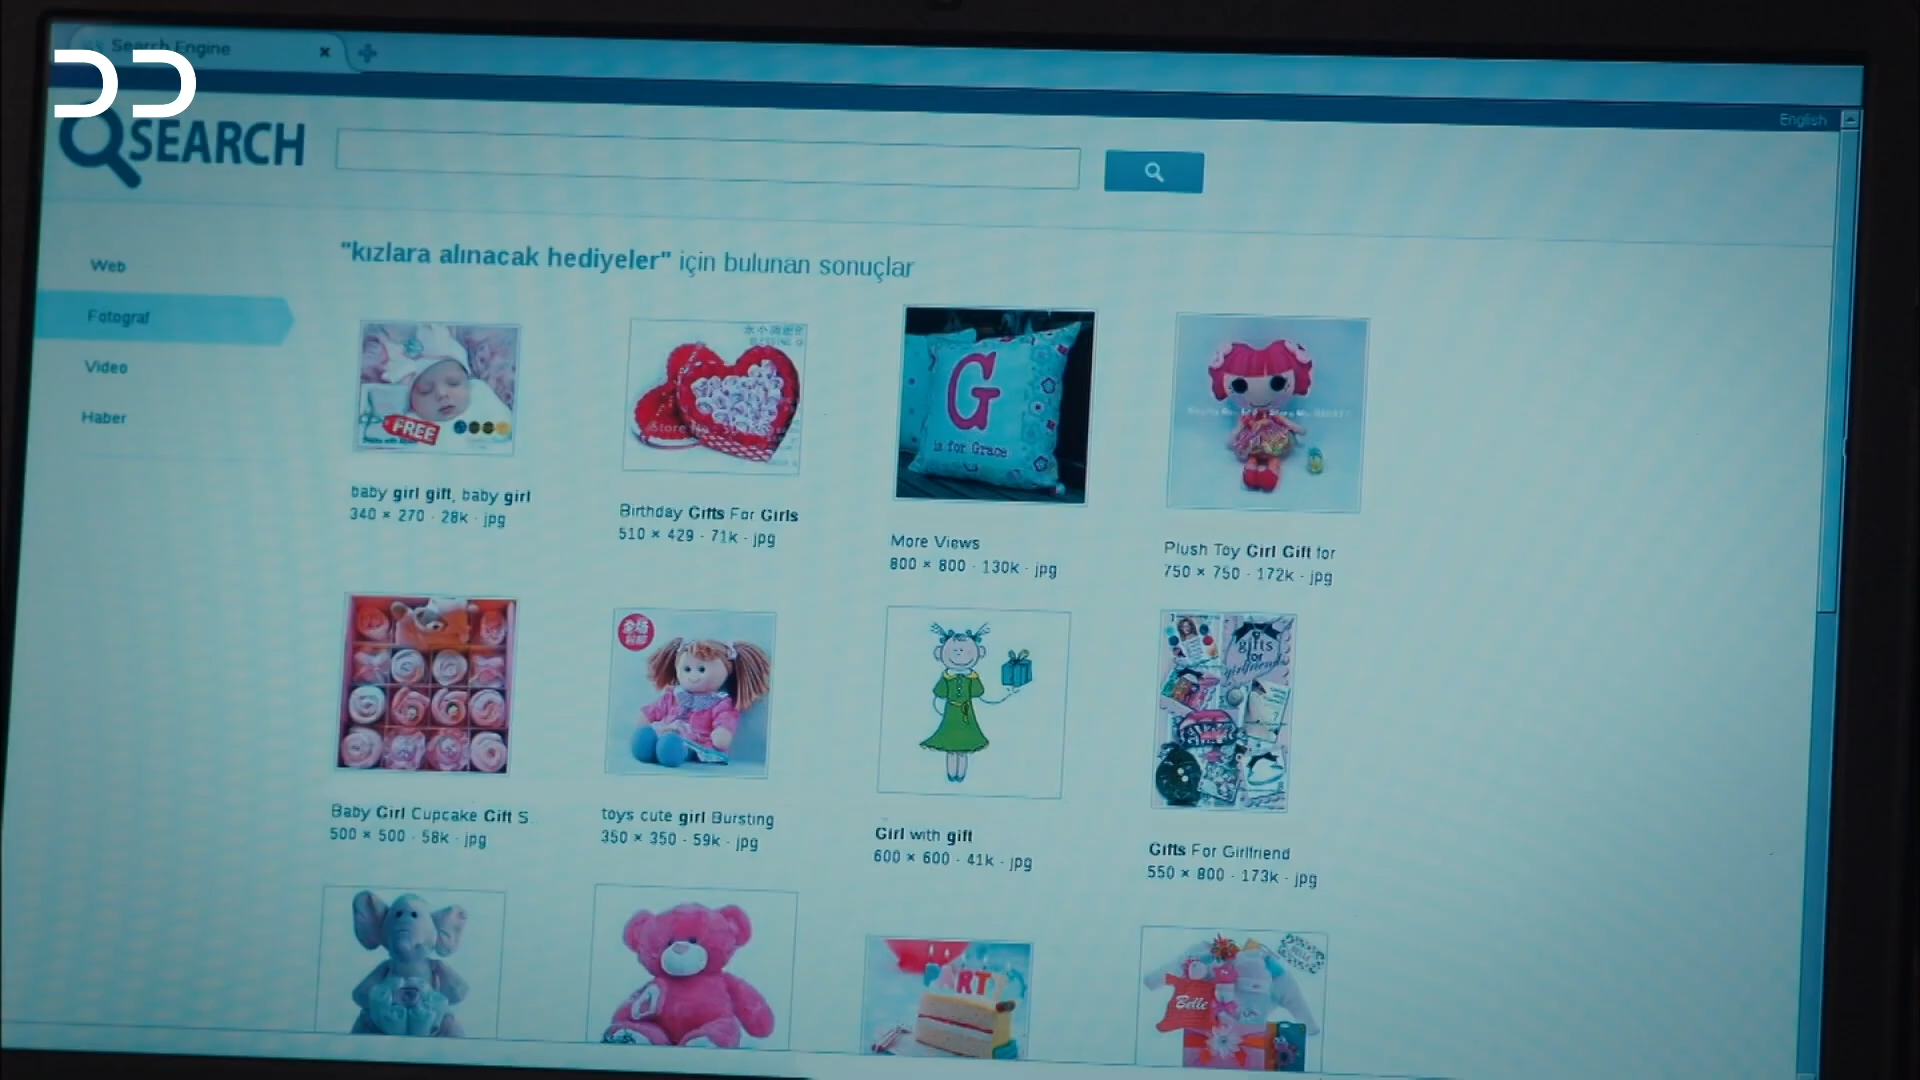 Search Engine
English
SEARCH
"kızlara alınacak hediyeler" için bulunan sonuçlar
Web
Fotograf
Video
Haber
FREE
G
is for Grace
baby girl gift, baby girl
340 × 270 - 28k - jpg
Birthday Gifts For Girls
510 × 429 - 71k - jpg
More Views
800 × 800 - 130k - jpg
Plush Toy Girl Gift for
750 × 750 - 172k - jpg
gifts
for
girlfriend
Baby Girl Cupcake Gift S
500 × 500 - 58k - jpg
toys cute girl Bursting
350 × 350 - 59k - jpg
Girl with gift
600 × 600 - 41k - jpg
Gifts For Girlfriend
550 × 800 - 173k - jpg
Belle